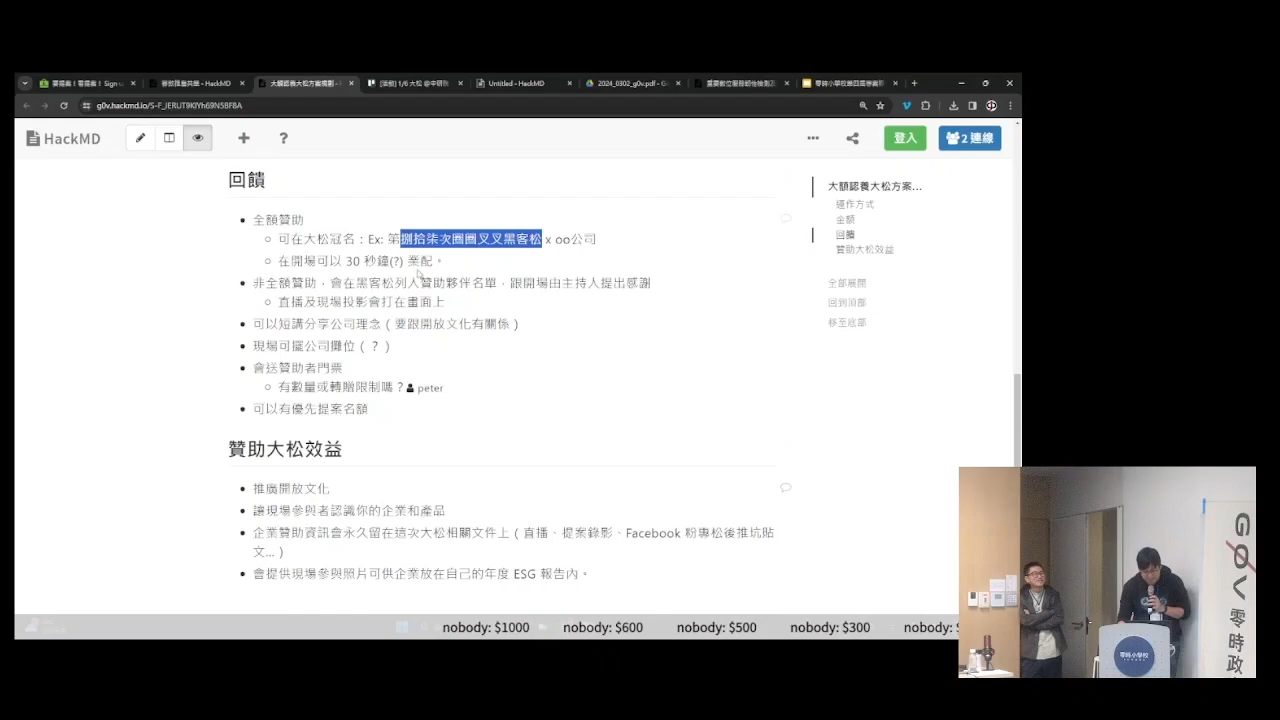 HackMD
登入
2 連線
g0v.hackmd.io/S-F_JERUT9KlYh69N5BF8A
回饋
全額贊助
可在大松冠名：Ex: 第捌拾柒次圈圈叉叉黑客松 x oo公司
在開場可以 30 秒鐘(?) 業配。
非全額贊助，會在黑客松列入贊助夥伴名單，跟開場由主持人提出感謝
直播及現場投影會打在畫面上
可以短講分享公司理念（要跟開放文化有關係）
現場可擺公司攤位（？）
會送贊助者門票
有數量或轉贈限制嗎？ peter
可以有優先提案名額
贊助大松效益
推廣開放文化
讓現場參與者認識你的企業和產品
企業贊助資訊會永久留在這次大松相關文件上（直播、提案錄影、Facebook 粉專松後推坑貼
文...）
會提供現場參與照片可供企業放在自己的年度 ESG 報告內。
大額認養大松方案...
運作方式
金額
回饋
贊助大松效益
全部展開
回到頂部
移至底部
nobody: $1000
nobody: $600
nobody: $500
nobody: $300
nobody: $
G0V
零時政
零時小學校